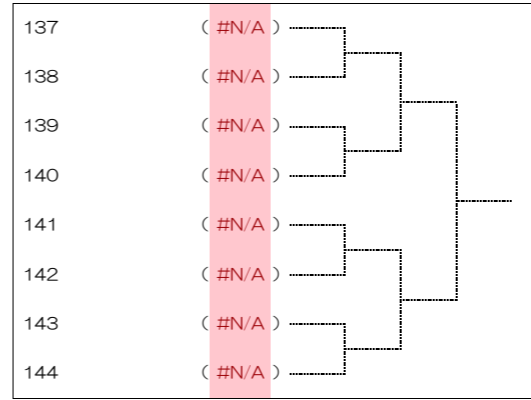 137 ( #N/A )
138 ( #N/A )
139 ( #N/A )
140 ( #N/A )
141 ( #N/A )
142 ( #N/A )
143 ( #N/A )
144 ( #N/A )